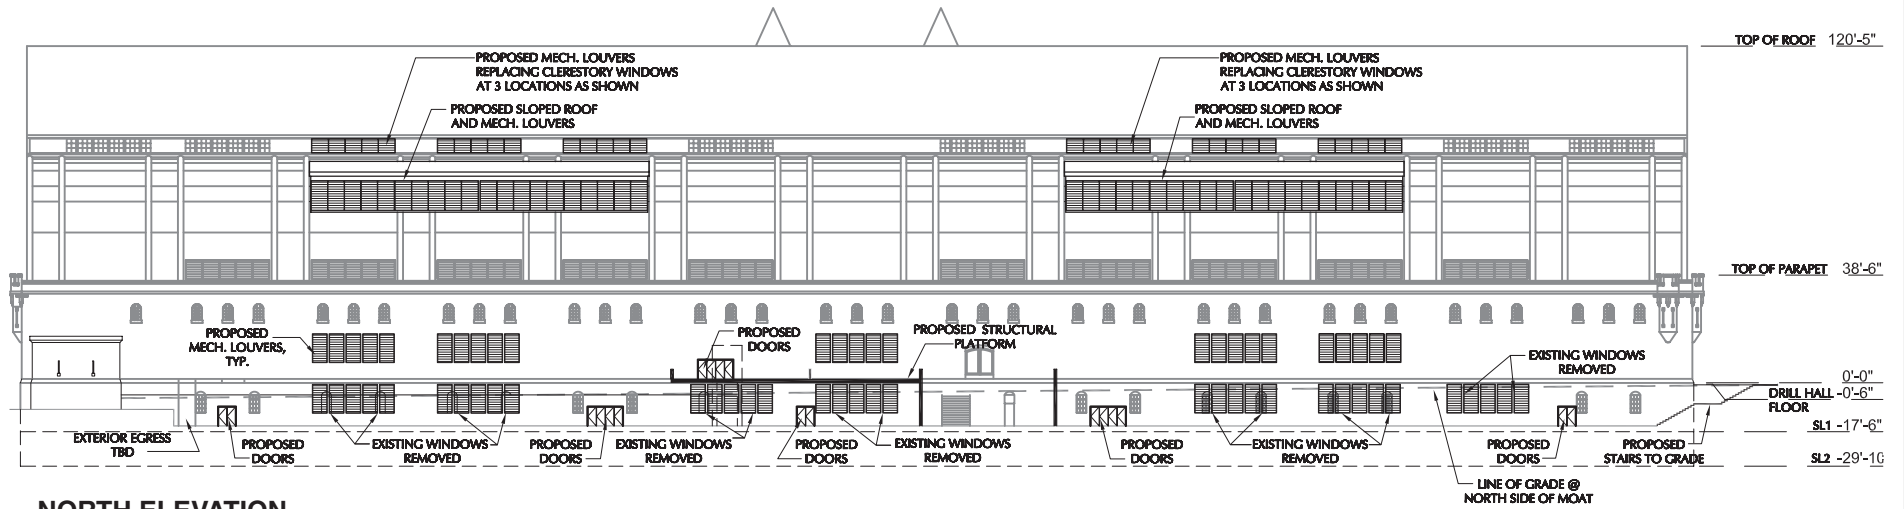 PROPOSED MECH. LOUVERS
REPLACING CLERESTORY WINDOWS
AT 3 LOCATIONS AS SHOWN
PROPOSED SLOPED ROOF
AND MECH. LOUVERS
PROPOSED MECH. LOUVERS
REPLACING CLERESTORY WINDOWS
AT 3 LOCATIONS AS SHOWN
PROPOSED SLOPED ROOF
AND MECH. LOUVERS
TOP OF ROOF 120'-5"
TOP OF PARAPET 38'-6"
PROPOSED
MECH. LOUVERS,
TYP.
PROPOSED
DOORS
PROPOSED STRUCTURAL
PLATFORM
EXISTING WINDOWS
REMOVED
0'-0"
DRILL HALL -0'-6"
FLOOR
SL1 -17'-6"
SL2 -29'-10
EXTERIOR EGRESS
TBD
PROPOSED
DOORS
EXISTING WINDOWS
REMOVED
PROPOSED
DOORS
EXISTING WINDOWS
REMOVED
PROPOSED
DOORS
EXISTING WINDOWS
REMOVED
PROPOSED
DOORS
EXISTING WINDOWS
REMOVED
PROPOSED
DOORS
PROPOSED
STAIRS TO GRADE
LINE OF GRADE @
NORTH SIDE OF MOAT
NORTH ELEVATION